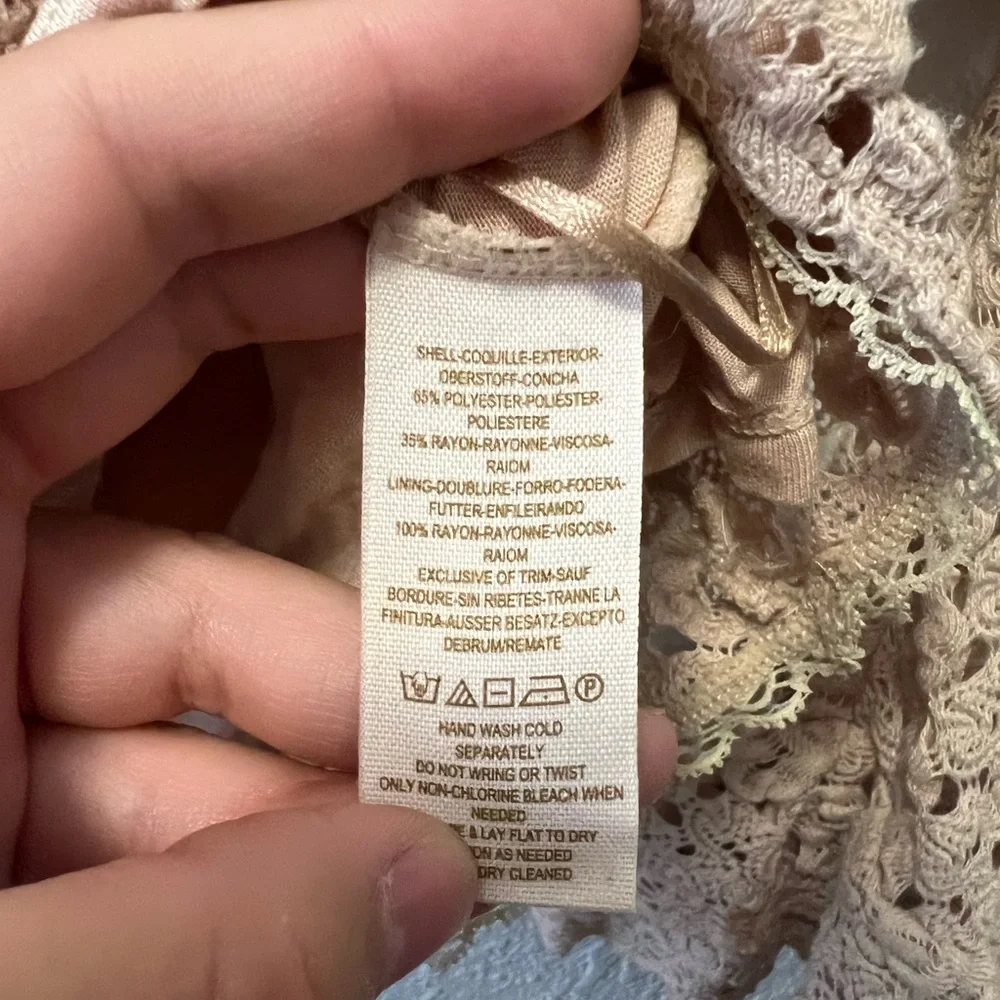 SHELL-COQUILLE-EXTERIOR-
OBERSTOFF-CONCHA
65% POLYESTER-POLIESTER-
POLIESTERE
35% RAYON-RAYONNE-VISCOSA-
RAIOM
LINING-DOUBLURE-FORRO-FODERA-
FUTTER-ENFILEIRANDO
100% RAYON-RAYONNE-VISCOSA-
RAIOM
EXCLUSIVE OF TRIM-SAUF
BORDURE-SIN RIBETES-TRANNE LA
FINITURA-AUSSER BESATZ-EXCEPTO
DEBRUM/REMATE
P
HAND WASH COLD
SEPARATELY
DO NOT WRING OR TWIST
ONLY NON-CHLORINE BLEACH WHEN
NEEDED
& LAY FLAT TO DRY
AS NEEDED
DRY CLEANED